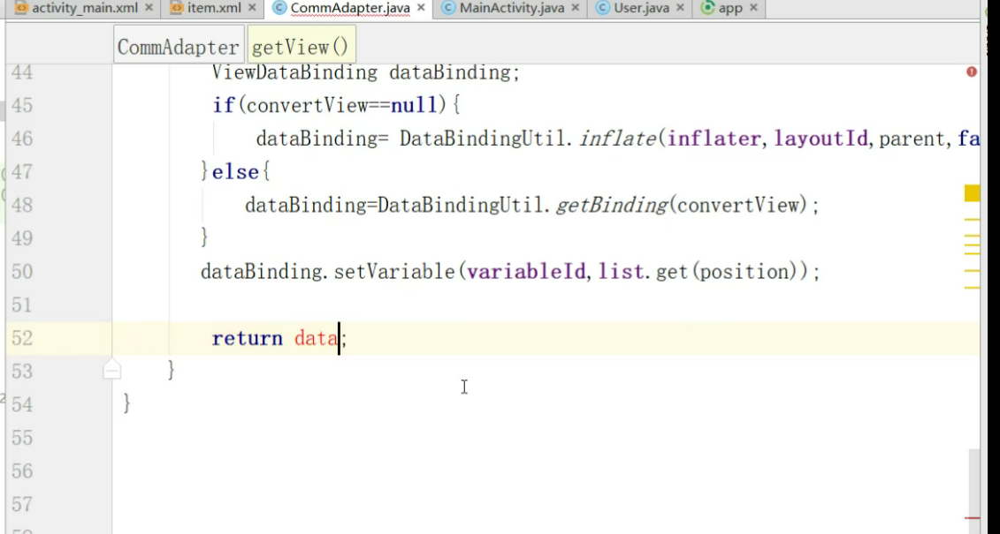 activity_main.xml × item.xml × CommAdapter.java × MainActivity.java × User.java × app ×
CommAdapter getView()
44 ViewDataBinding dataBinding;
45 if(convertView==null){
46 dataBinding= DataBindingUtil.inflate(inflater,layoutId,parent,fa
47 }else{
48 dataBinding=DataBindingUtil.getBinding(convertView);
49 }
50 dataBinding.setVariable(variableId,list.get(position));
51
52 return data;
53 }
54 }
55
56
57